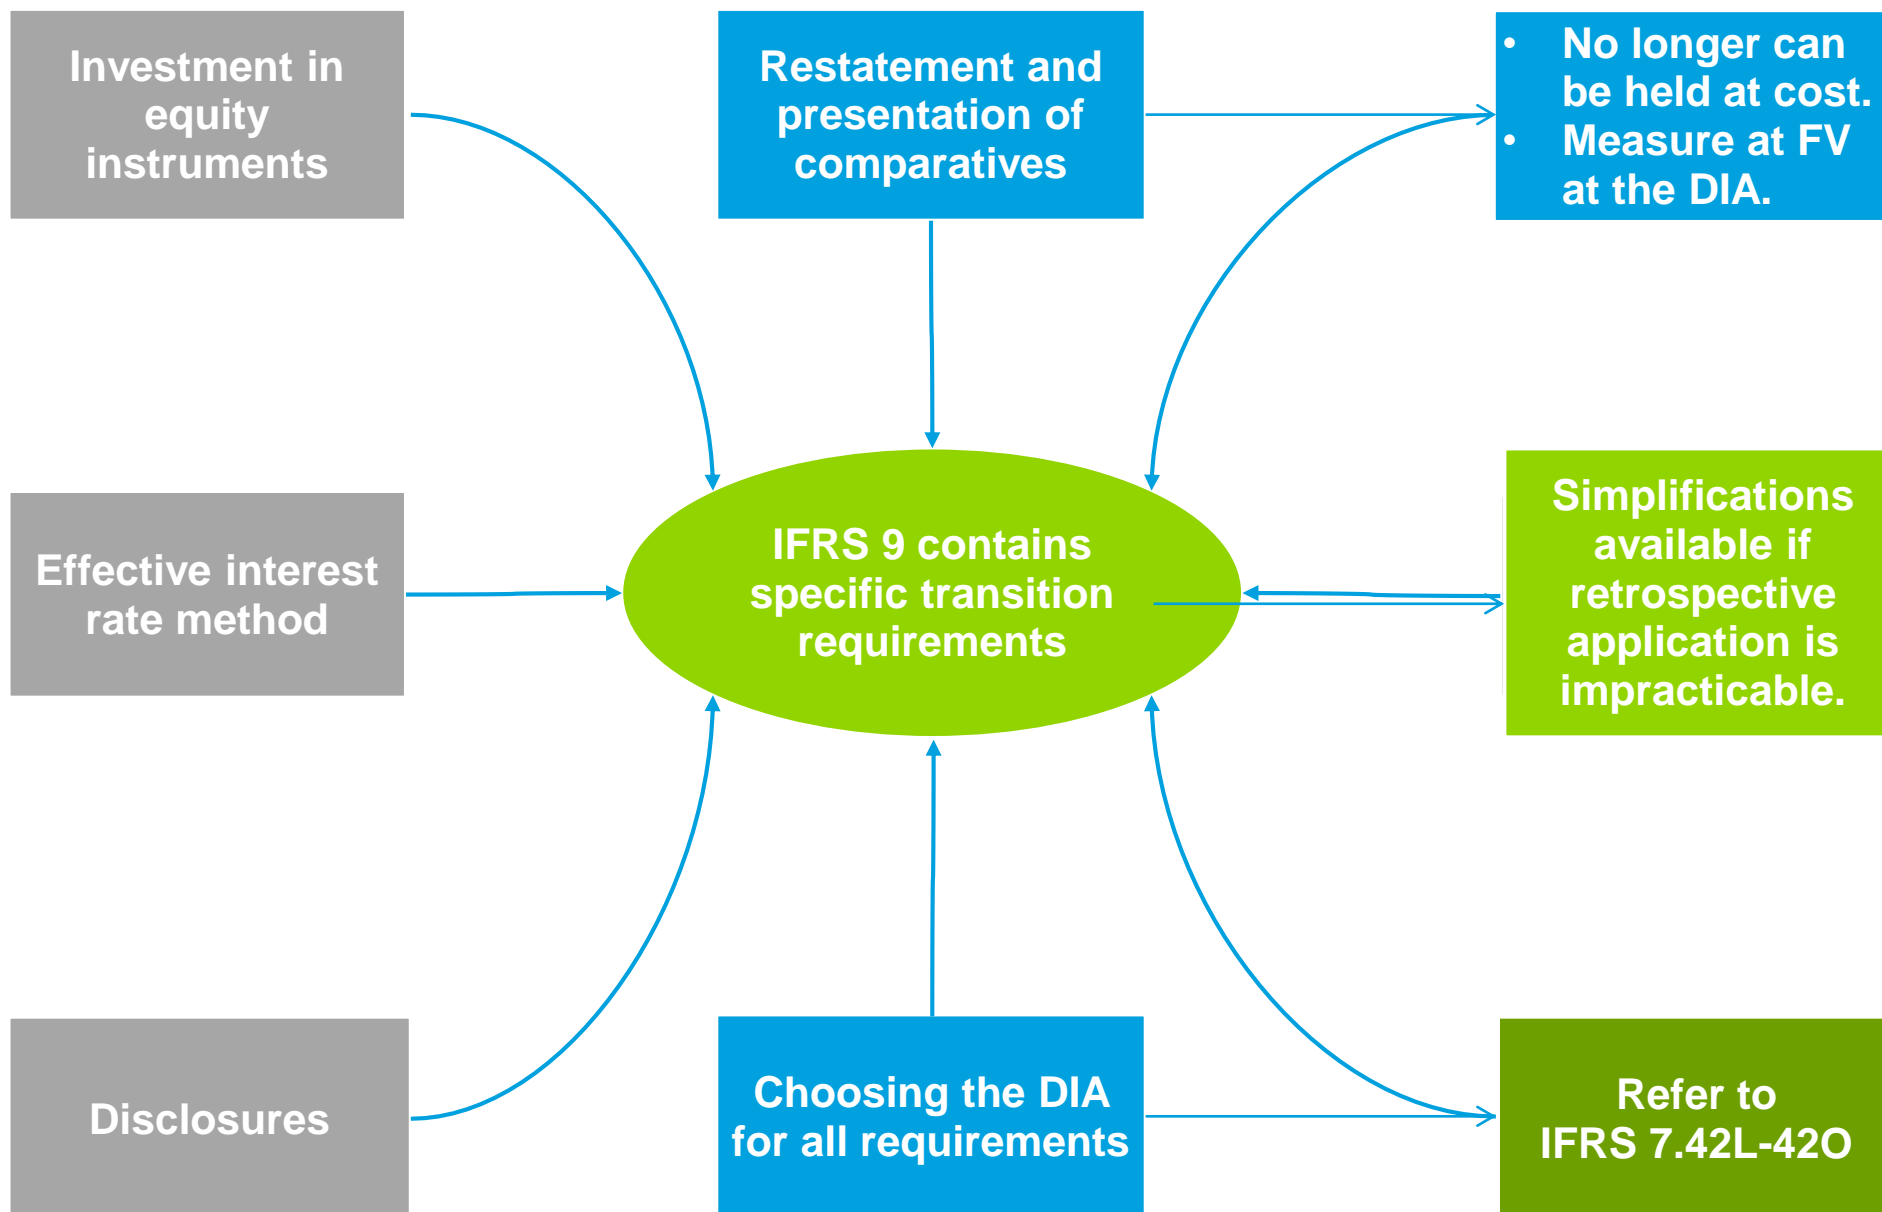 Investment in
equity
instruments
Restatement and
presentation of
comparatives
• No longer can
be held at cost.
• Measure at FV
at the DIA.
Effective interest
rate method
IFRS 9 contains
specific transition
requirements
Simplifications
available if
retrospective
application is
impracticable.
Disclosures
Choosing the DIA
for all requirements
Refer to
IFRS 7.42L-42O